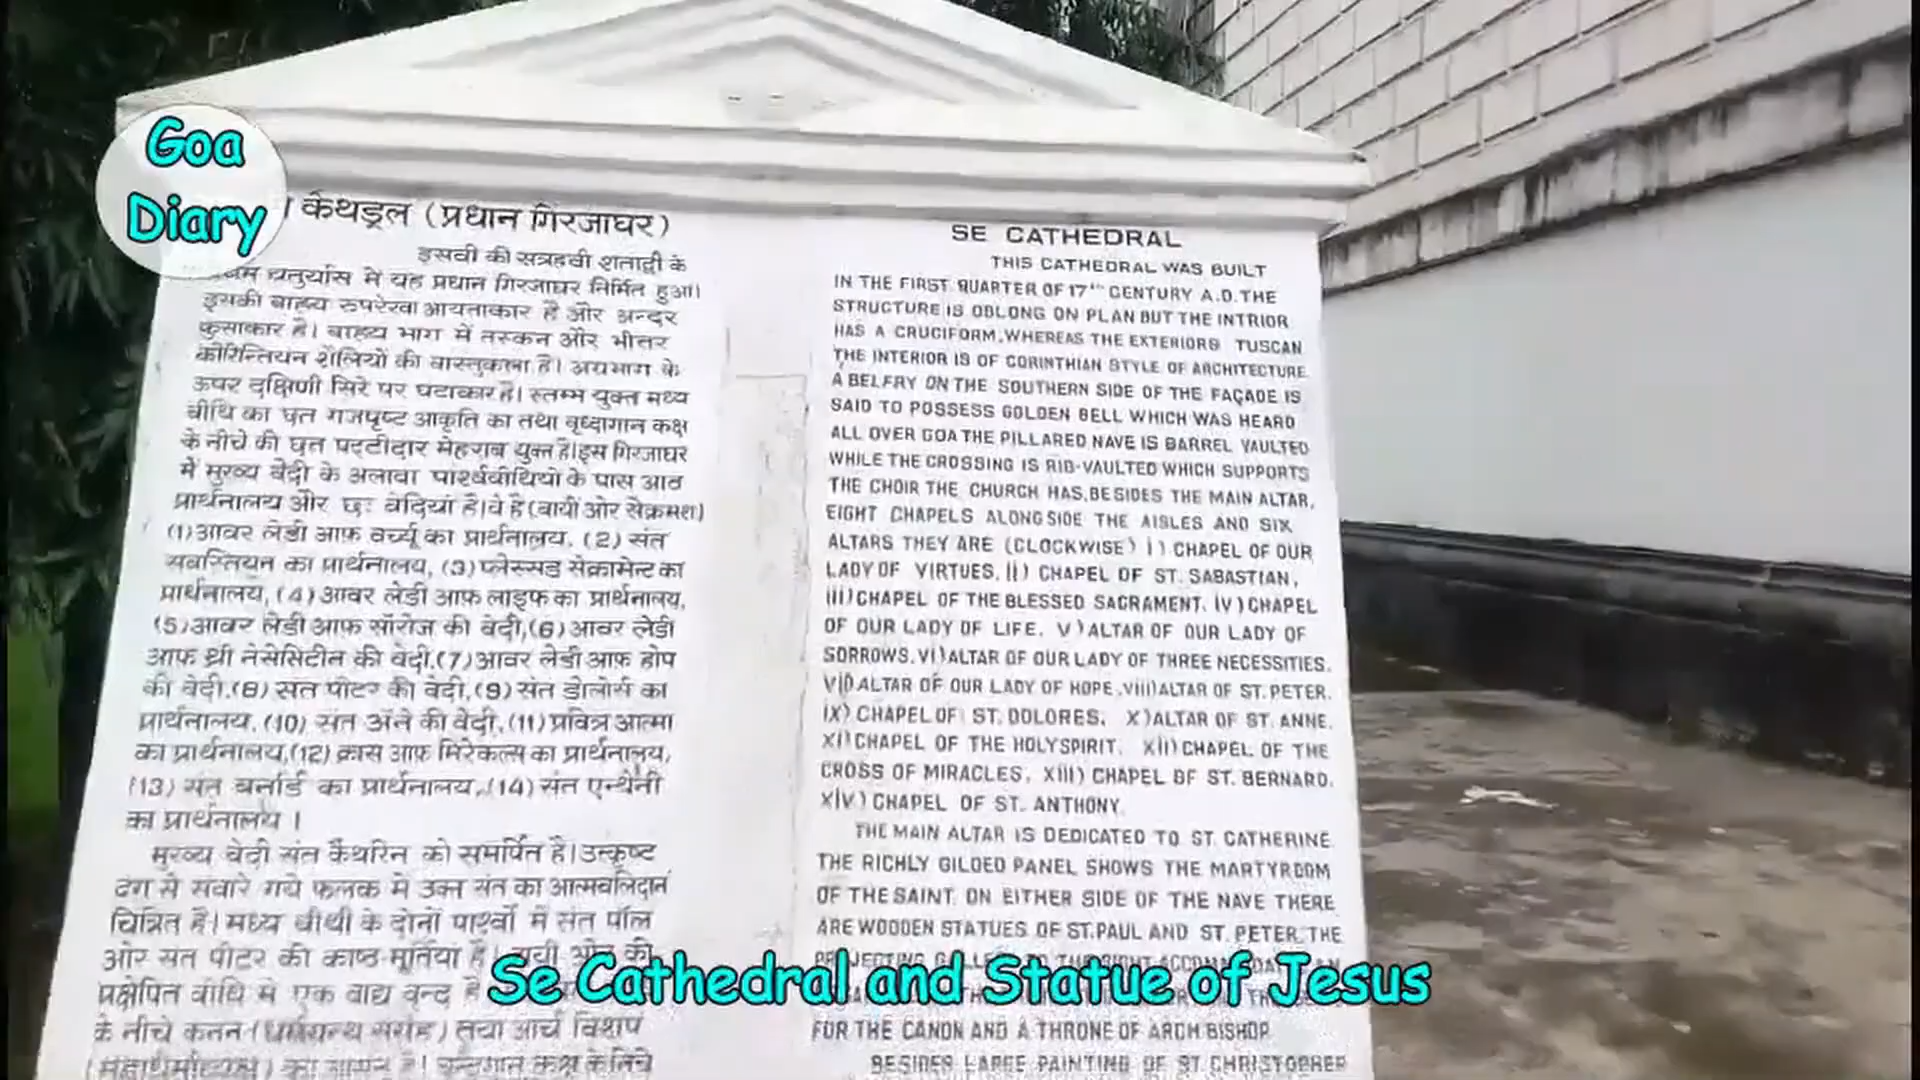 Goa
Diary
कैथड्रल (प्रधान गिरजाघर)
इसवी की सत्रहवी शताद्वी के
चतुर्यास में यह प्रधान गिरजाघर निर्मित हुआ।
इसकी बाह्य रुपरेखा आयताकार है और अन्दर
क्रुसाकार है। बाह्य भाग में तस्कन और भीतर
कोरिन्तियन शैलियों की वास्तुकला है। अग्रभाग के
ऊपर दक्षिणी सिरे पर घंटाकार है। स्तम्भ युक्त मध्य
वीथि का छत गजपृष्ट आकृति का तथा वृध्दागान कक्ष
के नीचे की छत पट्टीदार मेहराब युक्त है। इस गिरजाघर
में मुख्य वेदी के अलावा पार्श्ववीथियों के पास आठ
प्रार्थनालय और छः वेदियां है। वे है (बायीं ओर सेक्रमश)
(1) आवर लेडी आफ़ वर्च्यू का प्रार्थनालय, (2) संत
सबस्तियन का प्रार्थनालय, (3) ब्लेस्सड सेक्रामेन्ट का
प्रार्थनालय, (4) आवर लेडी आफ़ लाइफ का प्रार्थनालय,
(5) आवर लेडी आफ़ सॉरोज की वेदी, (6) आवर लेडी
आफ़ थ्री नेसेसिटीस की वेदी, (7) आवर लेडी आफ़ होप
की वेदी, (8) संत पीटर की वेदी, (9) संत डोलोर्स का
प्रार्थनालय, (10) संत अ‍ॅने की वेदी, (11) प्रवित्र आत्मा
का प्रार्थनालय, (12) क्रास आफ़ मिरेकल्स का प्रार्थनालय,
(13) संत बर्नार्ड का प्रार्थनालय, (14) संत एन्थेनी
का प्रार्थनालय।
मुख्य वेदी संत कैथरिन को समर्पित है। उत्कृष्ट
ढंग से संवारे गये फलक में उक्त संत का आत्मबलिदान
चित्रित है। मध्य वीथी के दोनों पार्श्वों में संत पॉल
ओर संत पीटर की काष्ठ मूर्तियां है। दायी ओर की
प्रक्षेपित वीथि में एक वाद्य वृन्द है
के नीचे
SE CATHEDRAL
THIS CATHEDRAL WAS BUILT
IN THE FIRST QUARTER OF 17TH CENTURY A.D. THE
STRUCTURE IS OBLONG ON PLAN BUT THE INTRIOR
HAS A CRUCIFORM, WHEREAS THE EXTERIORS TUSCAN
THE INTERIOR IS OF CORINTHIAN STYLE OF ARCHITECTURE.
A BELFRY ON THE SOUTHERN SIDE OF THE FAÇADE IS
SAID TO POSSESS GOLDEN BELL WHICH WAS HEARD
ALL OVER GOA THE PILLARED NAVE IS BARREL VAULTED
WHILE THE CROSSING IS RIB-VAULTED WHICH SUPPORTS
THE CHOIR THE CHURCH HAS, BESIDES THE MAIN ALTAR,
EIGHT CHAPELS ALONGSIDE THE AISLES AND SIX
ALTARS THEY ARE (CLOCKWISE) I) CHAPEL OF OUR
LADY OF VIRTUES, II) CHAPEL OF ST. SABASTIAN,
III) CHAPEL OF THE BLESSED SACRAMENT, IV) CHAPEL
OF OUR LADY OF LIFE, V) ALTAR OF OUR LADY OF
SORROWS, VI) ALTAR OF OUR LADY OF THREE NECESSITIES,
VII) ALTAR OF OUR LADY OF HOPE, VIII) ALTAR OF ST. PETER,
IX) CHAPEL OF ST. DOLORES, X) ALTAR OF ST. ANNE,
XI) CHAPEL OF THE HOLYSPIRIT, XII) CHAPEL OF THE
CROSS OF MIRACLES, XIII) CHAPEL OF ST. BERNARD,
XIV) CHAPEL OF ST. ANTHONY.
THE MAIN ALTAR IS DEDICATED TO ST. CATHERINE.
THE RICHLY GILDED PANEL SHOWS THE MARTYRDOM
OF THE SAINT. ON EITHER SIDE OF THE NAVE THERE
ARE WOODEN STATUES OF ST. PAUL AND ST. PETER. THE
FOR THE CANON AND A THRONE OF ARCH BISHOP.
BESIDES LARGE PAINTING OF ST. CHRISTOPHER
Se Cathedral and Statue of Jesus